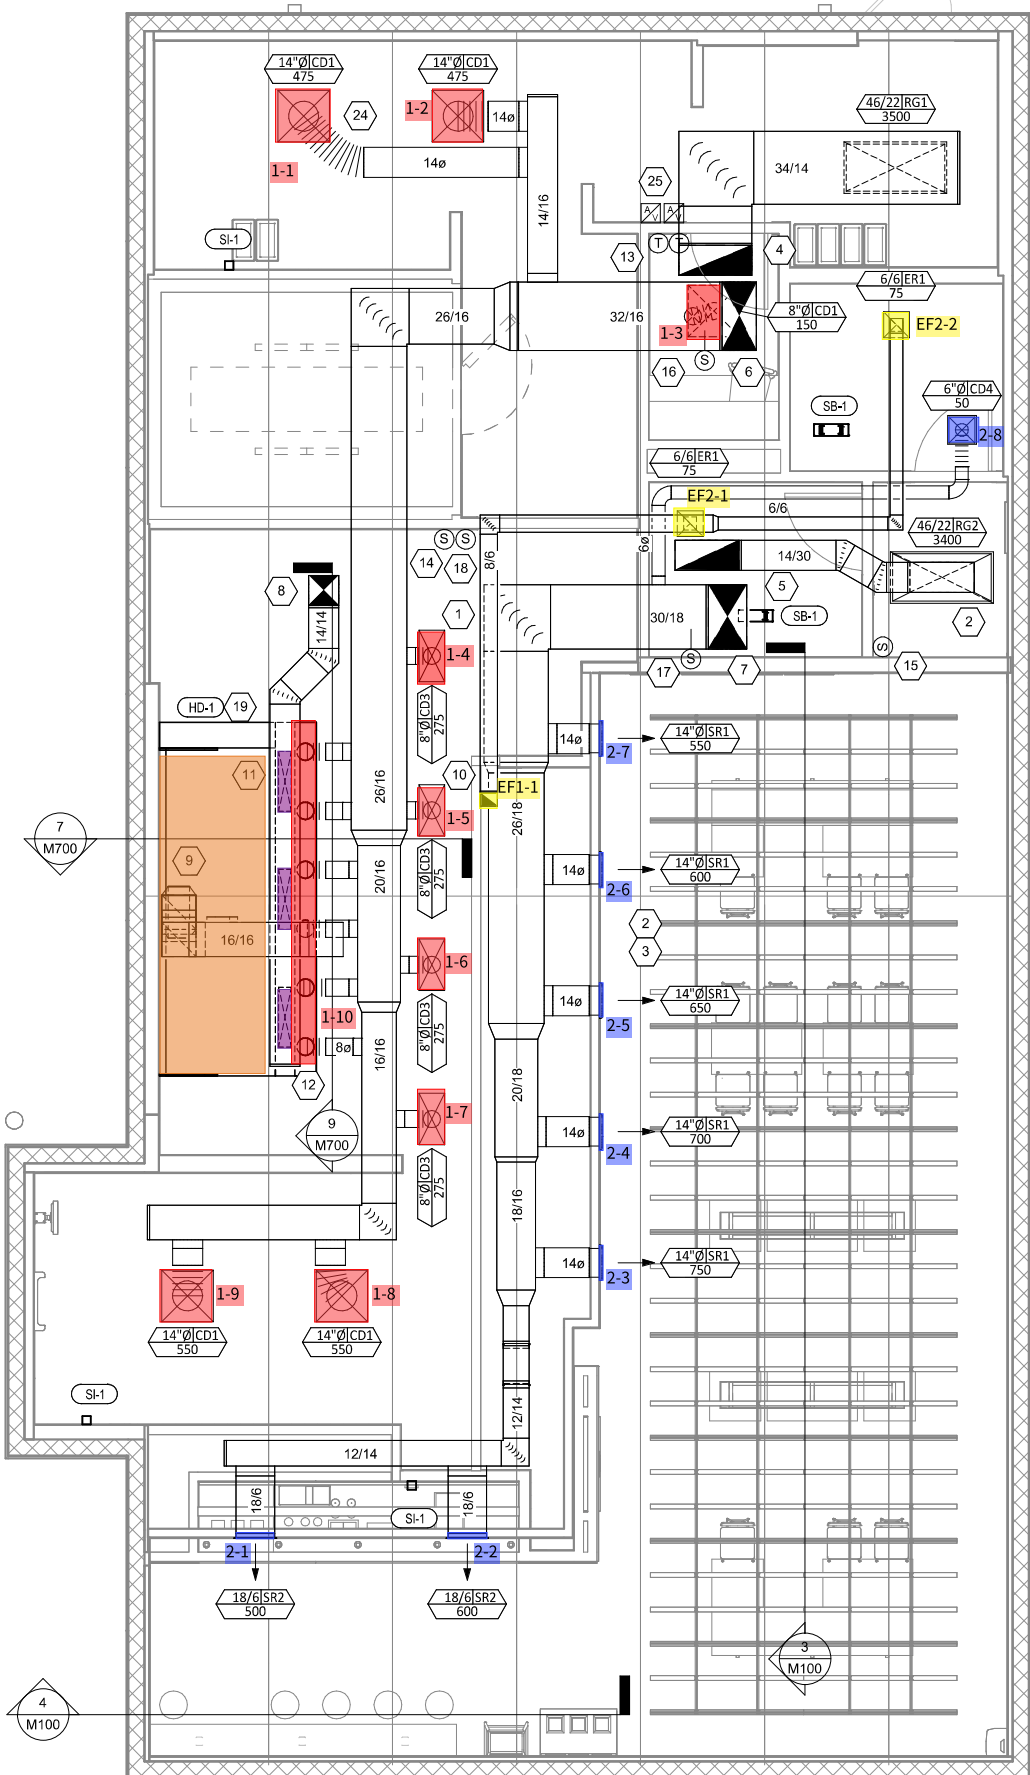 14"Ø CD1
475
14"Ø CD1
475
1-2
24
14ø
46/22 RG1
3500
1-1
14ø
34/14
25
14/16
A
V
A
V
SI-1
T
T
13
4
6/6 ER1
75
26/16
32/16
1-3
8"Ø CD1
150
EF2-2
S
16
6
6"Ø CD4
50
SB-1
2-8
6/6 ER1
75
EF2-1
6/6
46/22 RG2
3400
S
S
14
18
8/6
6ø
14/30
8
5
14/14
1
30/18
SB-1
2
S
S
1-4
17
7
15
HD-1
19
8"Ø CD3
275
14ø
14"Ø SR1
550
2-7
11
10
26/16
EF1-1
26/18
1-5
7
M700
9
20/16
8"Ø CD3
275
14ø
14"Ø SR1
600
2-6
16/16
2
3
1-6
14ø
14"Ø SR1
650
2-5
1-10
8"Ø CD3
275
8ø
16/16
12
20/18
1-7
9
M700
14ø
14"Ø SR1
700
2-4
8"Ø CD3
275
18/16
14ø
14"Ø SR1
750
2-3
1-9
1-8
14"Ø CD1
550
14"Ø CD1
550
SI-1
12/14
12/14
18/6
18/6
SI-1
2-1
2-2
18/6 SR2
500
18/6 SR2
600
3
M100
4
M100